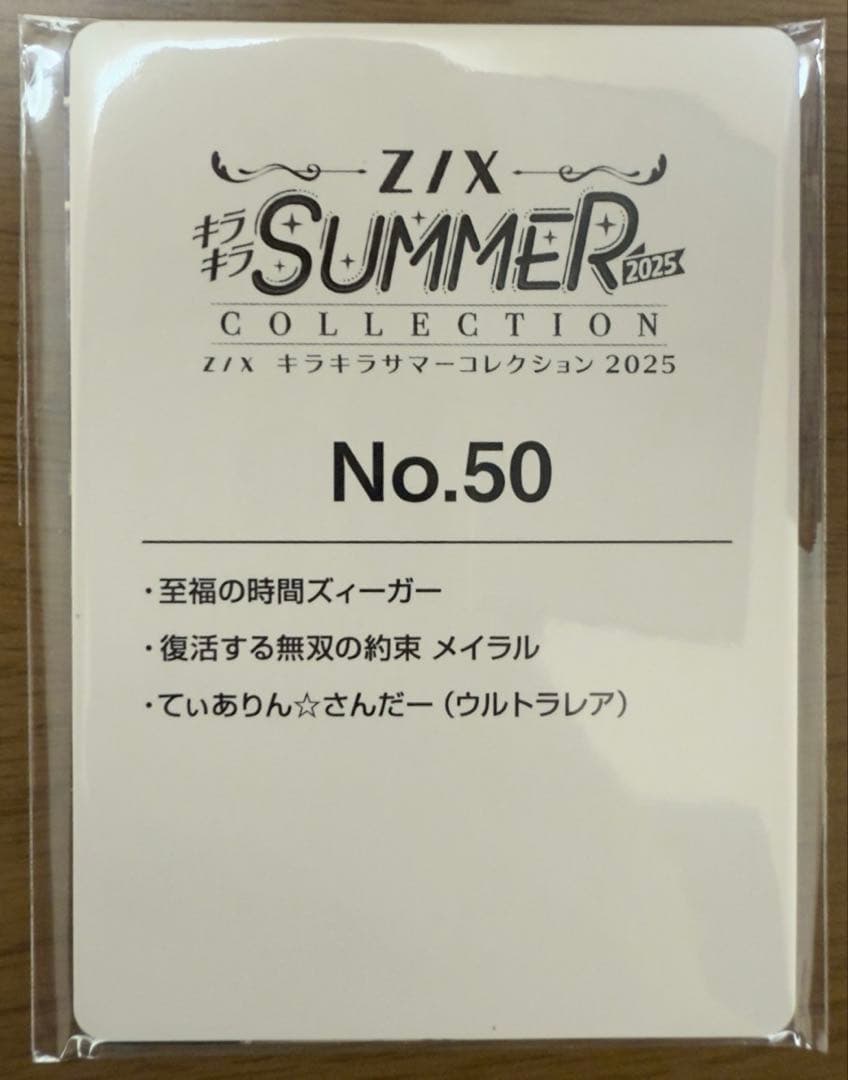 Z/X
キラキラ SUMMER 2025
COLLECTION
Z/X キラキラサマーコレクション 2025
No.50
・至福の時間ズィーガー
・復活する無双の約束 メイラル
・てぃありん☆さんだー（ウルトラレア）